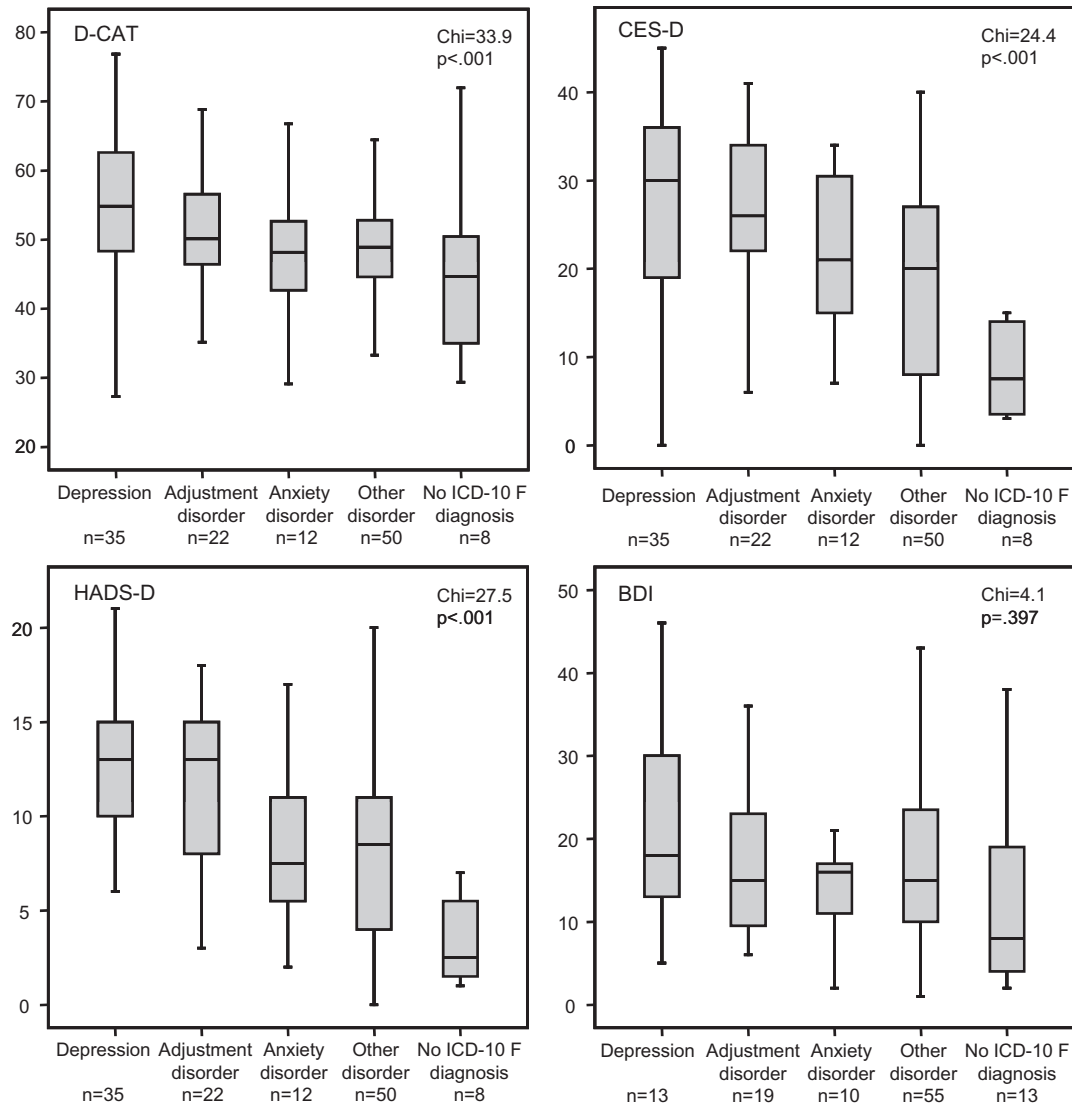 D-CAT
Chi=33.9
p<.001
80
70
60
50
40
30
20
Depression Adjustment Anxiety Other No ICD-10 F
disorder disorder disorder diagnosis
n=35 n=22 n=12 n=50 n=8
CES-D
Chi=24.4
p<.001
40
30
20
10
0
Depression Adjustment Anxiety Other No ICD-10 F
disorder disorder disorder diagnosis
n=35 n=22 n=12 n=50 n=8
HADS-D
Chi=27.5
p<.001
20
15
10
5
0
Depression Adjustment Anxiety Other No ICD-10 F
disorder disorder disorder diagnosis
n=35 n=22 n=12 n=50 n=8
BDI
Chi=4.1
p=.397
50
40
30
20
10
0
Depression Adjustment Anxiety Other No ICD-10 F
disorder disorder disorder diagnosis
n=13 n=19 n=10 n=55 n=13